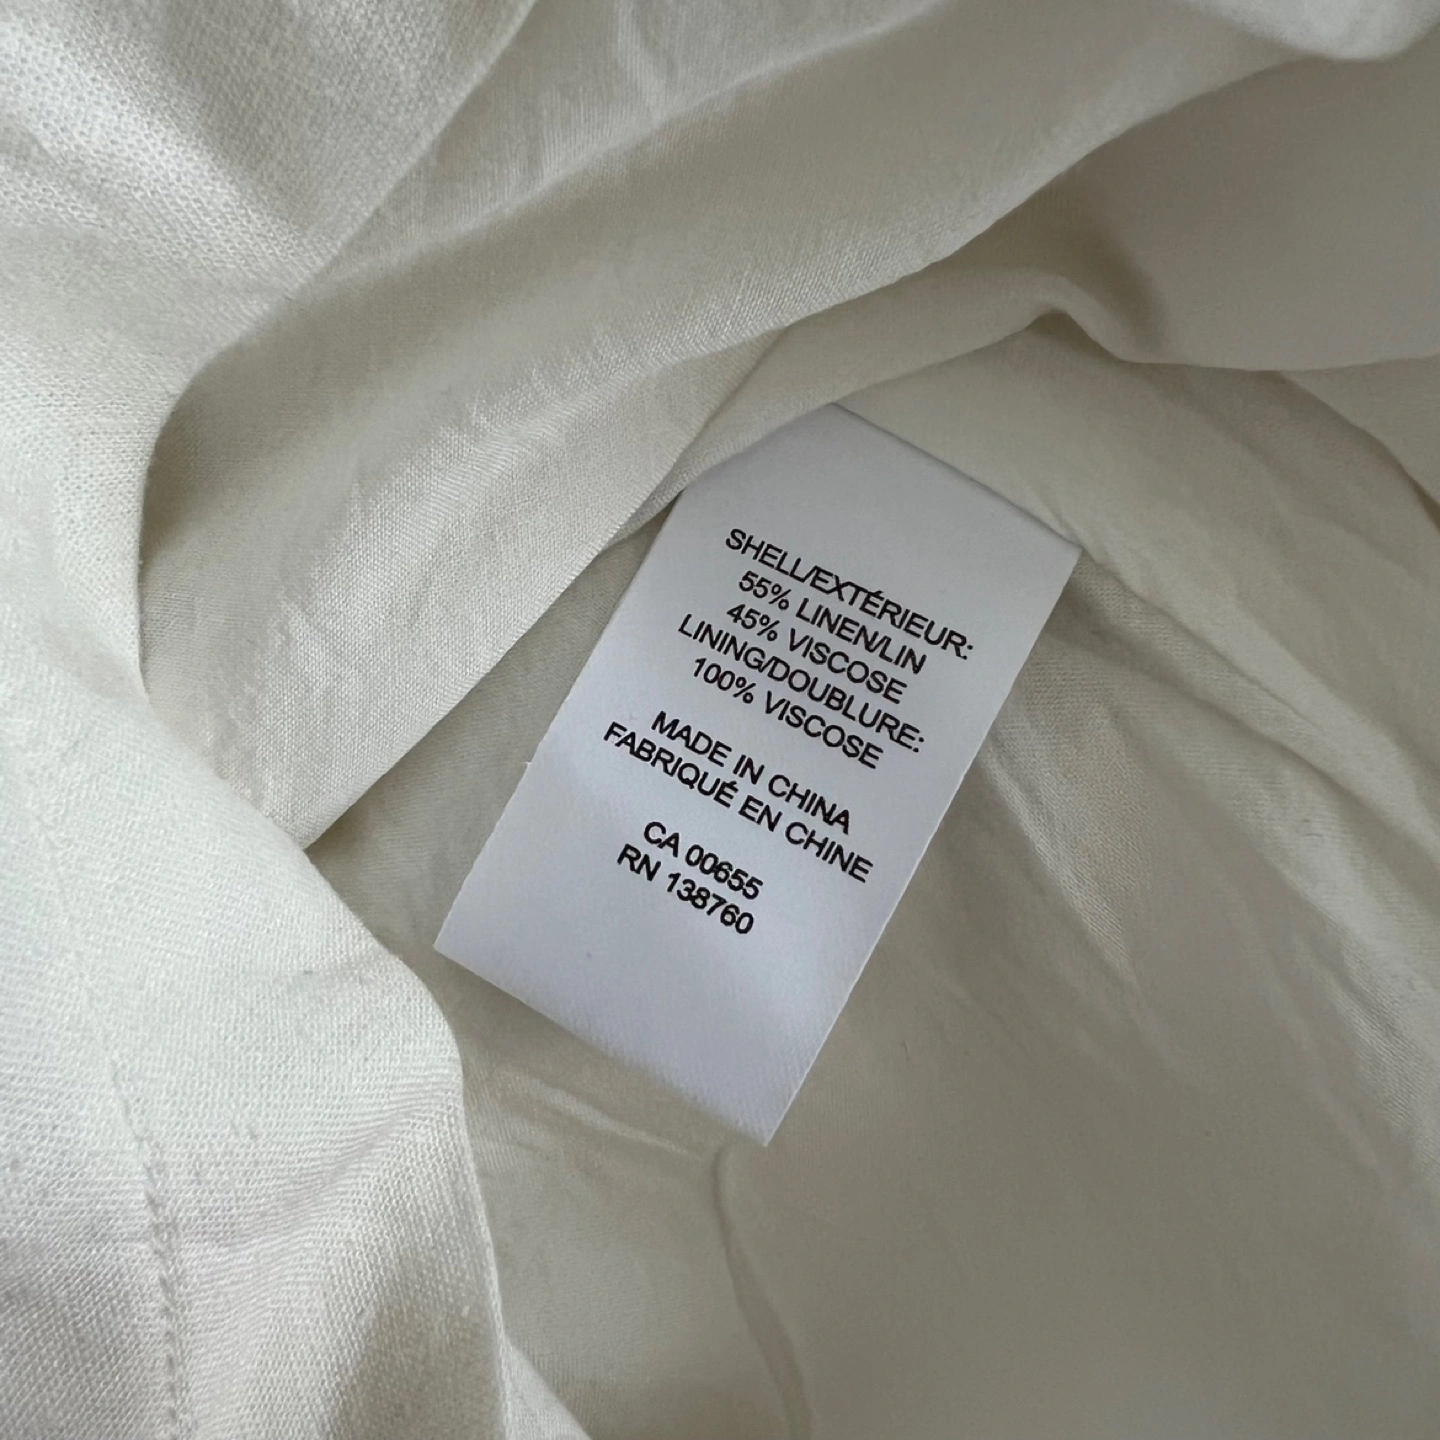 SHELL/EXTÉRIEUR:
55% LINEN/LIN
45% VISCOSE
LINING/DOUBLURE:
100% VISCOSE
MADE IN CHINA
FABRIQUÉ EN CHINE
CA 00655
RN 138760